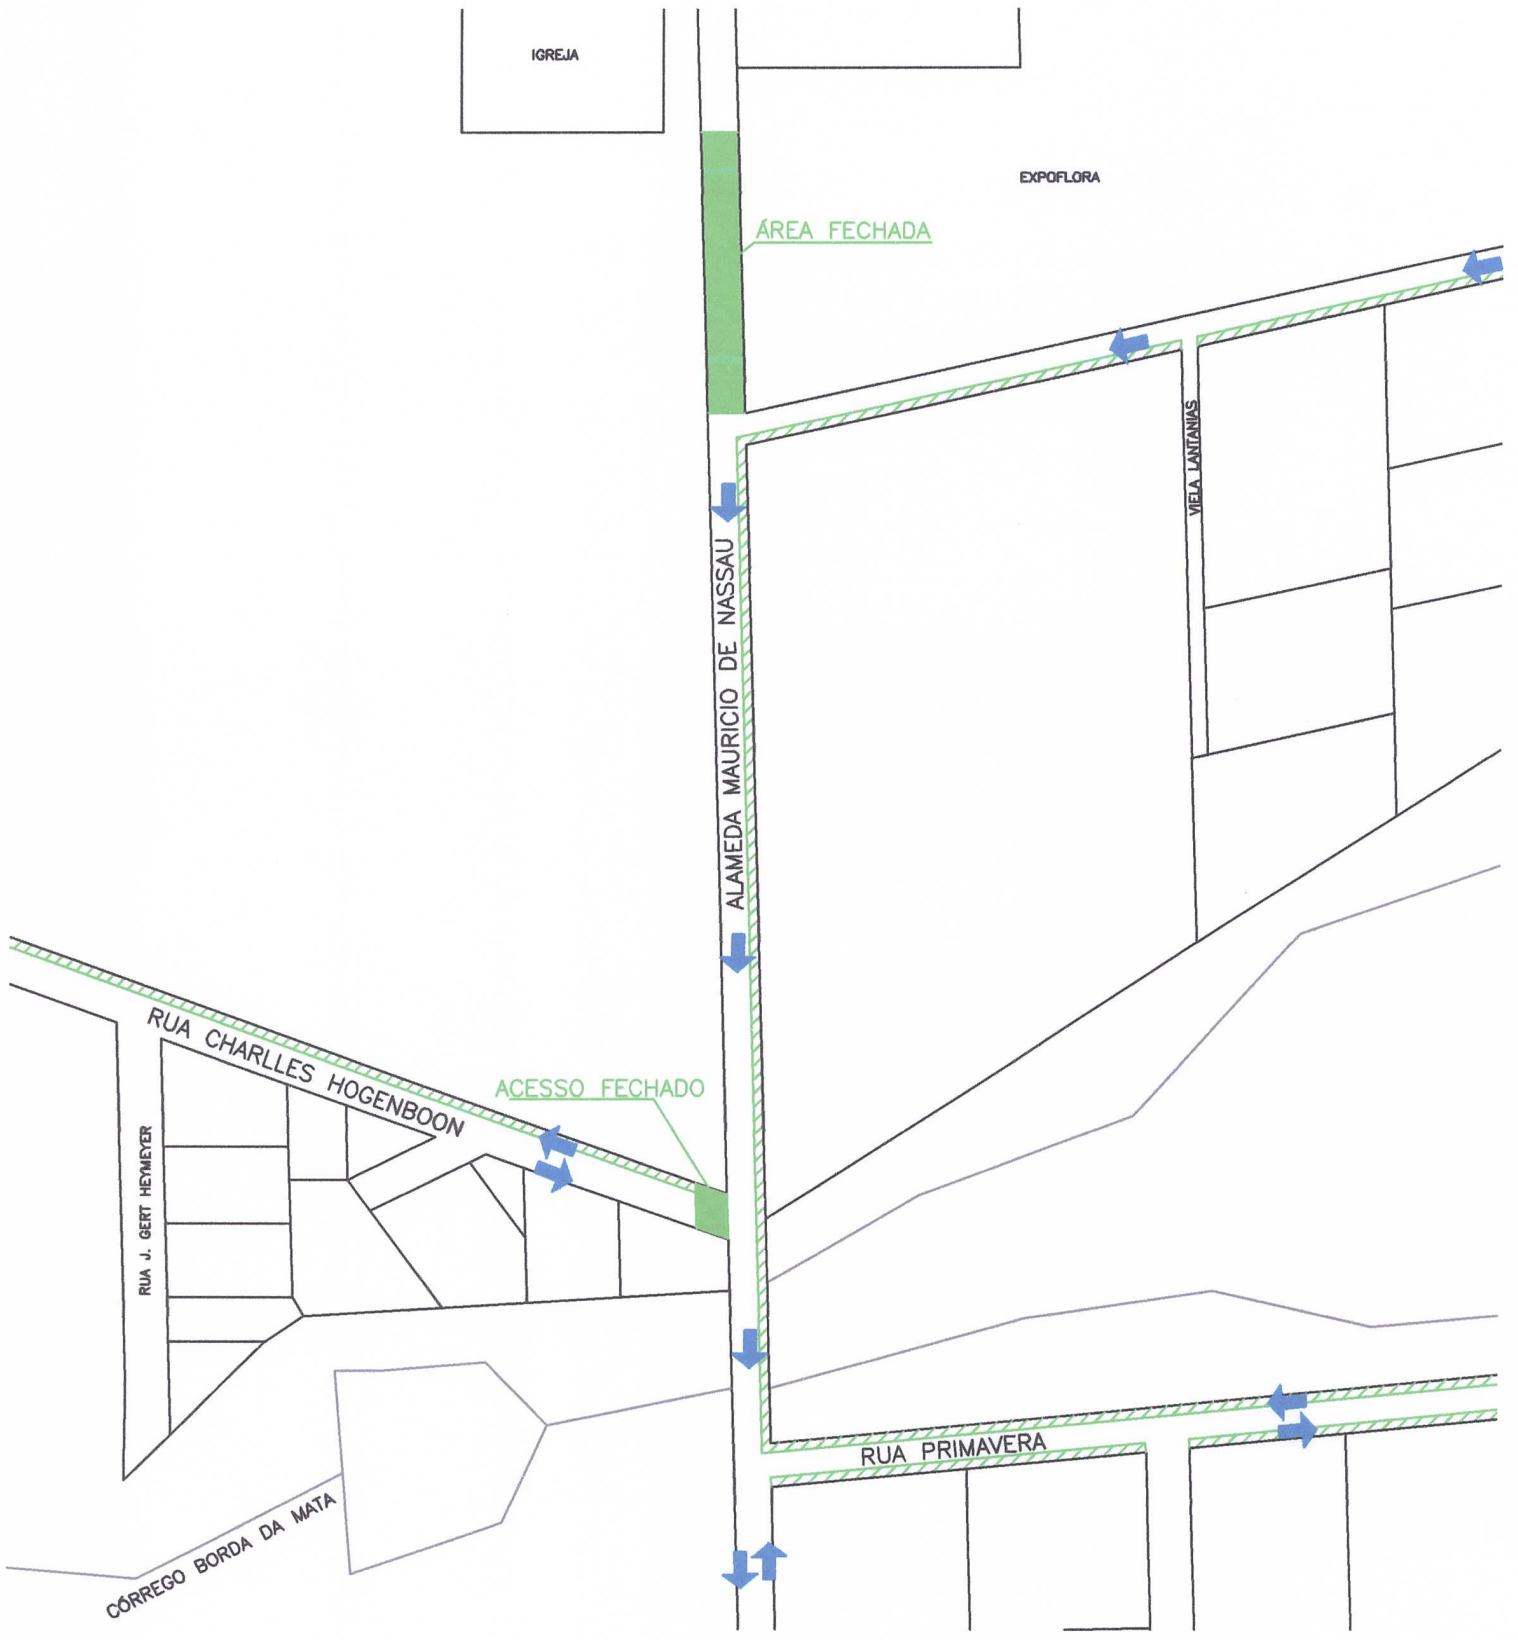 IGREJA
EXPOFLORA
ÁREA FECHADA
VIELA LANTANIAS
ALAMEDA MAURICIO DE NASSAU
RUA CHARLLES HOGENBOON
ACESSO FECHADO
RUA J. GERT HEYMEYER
RUA PRIMAVERA
CÓRREGO BORDA DA MATA